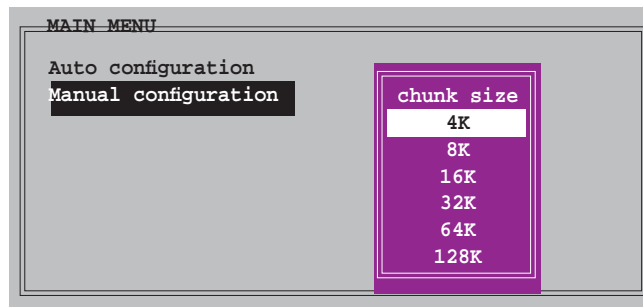 MAIN MENU
Auto configuration
Manual configuration
chunk size
4K
8K
16K
32K
64K
128K